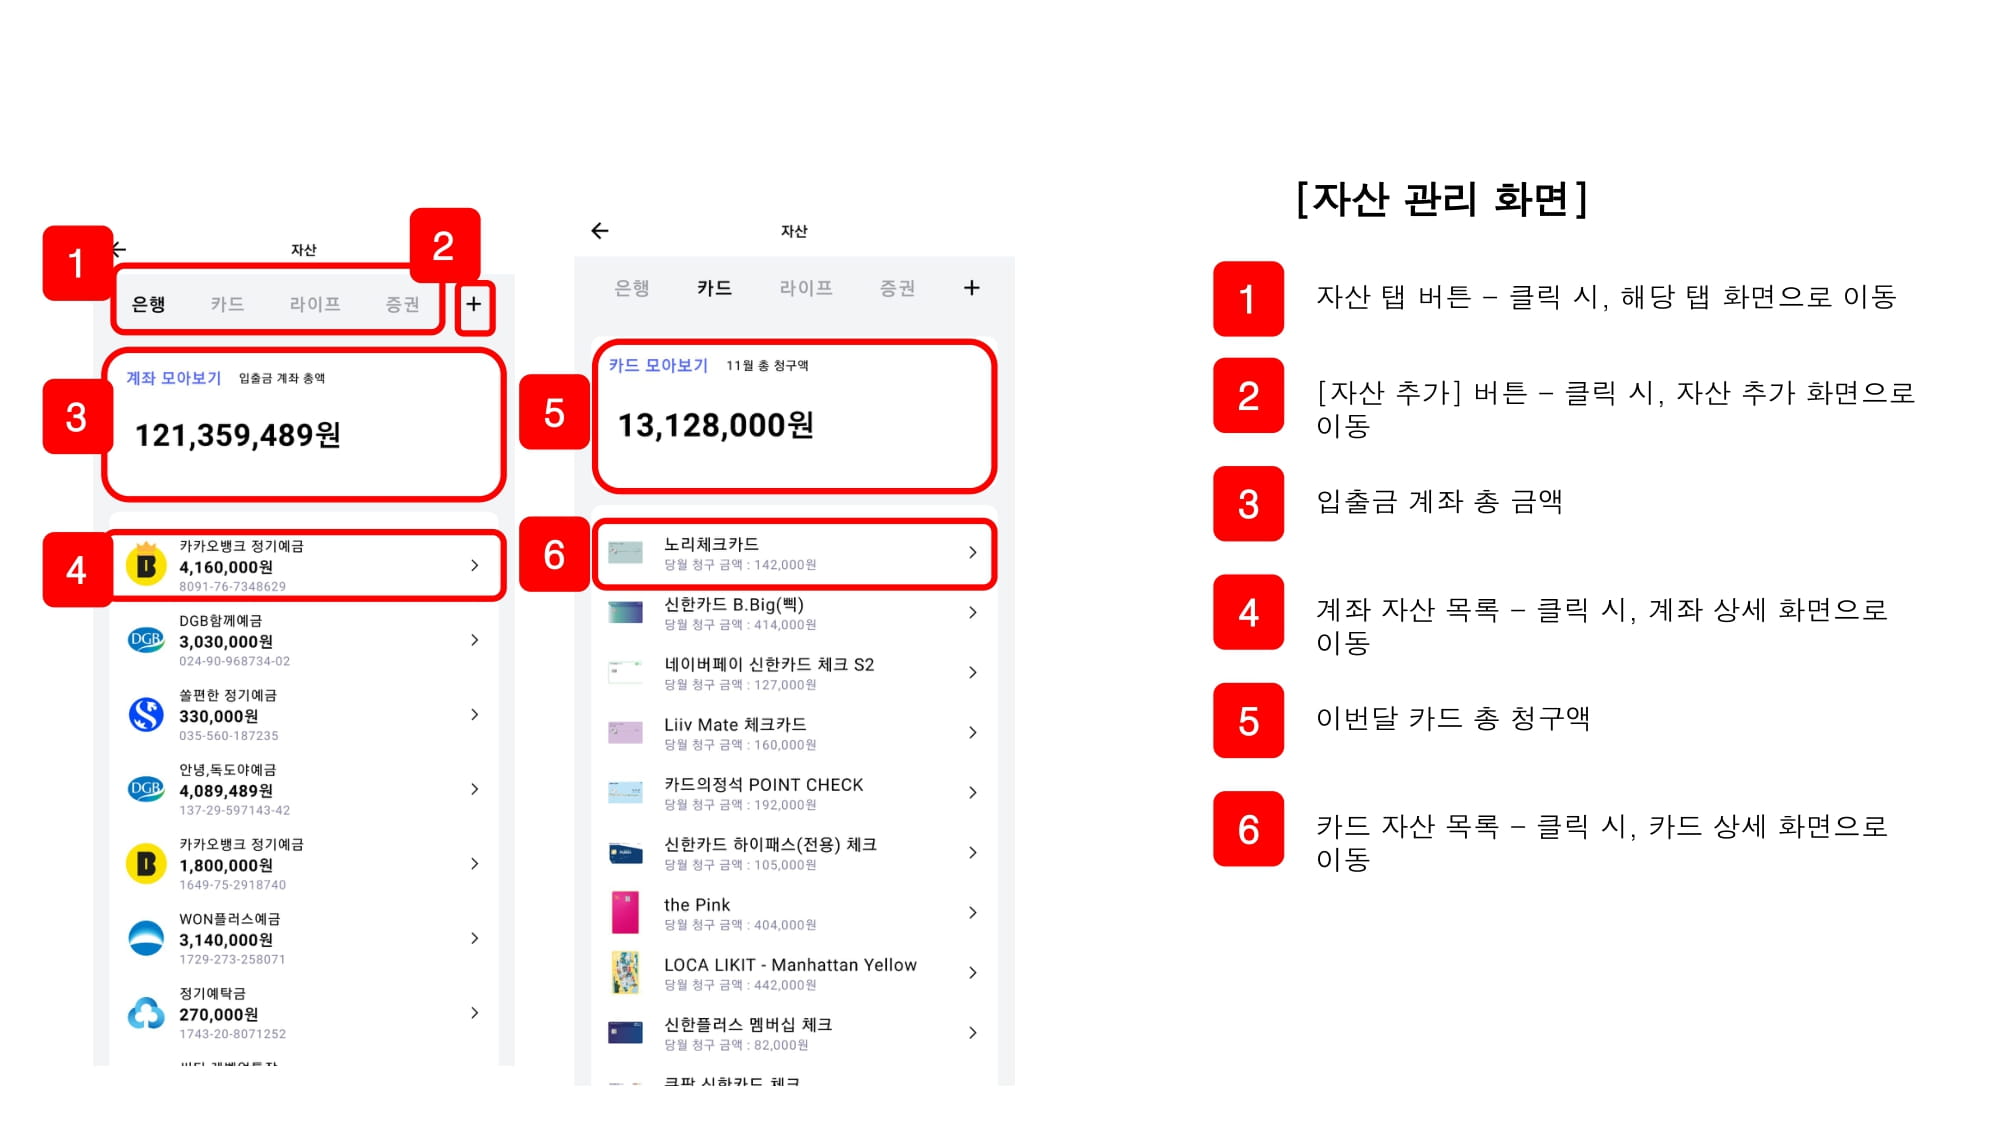 1
2
자산
은행
카드
라이프
증권
+
3
계좌 모아보기 입출금 계좌 총액
121,359,489원
4
카카오뱅크 정기예금
4,160,000원
8091-76-7348629
DGB
DGB함께예금
3,030,000원
024-90-968734-02
쏠편한 정기예금
330,000원
035-560-187235
DGB
안녕,독도야예금
4,089,489원
137-29-597143-42
카카오뱅크 정기예금
1,800,000원
1649-75-2918740
WON플러스예금
3,140,000원
1729-273-258071
정기예탁금
270,000원
1743-20-8071252
자산
은행
카드
라이프
증권
+
5
카드 모아보기 11월 총 청구액
13,128,000원
6
노리체크카드
당월 청구 금액 : 142,000원
신한카드 B.Big(삑)
당월 청구 금액 : 414,000원
네이버페이 신한카드 체크 S2
당월 청구 금액 : 127,000원
Liiv Mate 체크카드
당월 청구 금액 : 160,000원
카드의정석 POINT CHECK
당월 청구 금액 : 192,000원
신한카드 하이패스(전용) 체크
당월 청구 금액 : 105,000원
the Pink
당월 청구 금액 : 404,000원
LOCA LIKIT - Manhattan Yellow
당월 청구 금액 : 442,000원
신한플러스 멤버십 체크
당월 청구 금액 : 82,000원
쿠팡 신한카드 체크
[자산 관리 화면]
1
자산 탭 버튼 – 클릭 시, 해당 탭 화면으로 이동
2
[자산 추가] 버튼 – 클릭 시, 자산 추가 화면으로
이동
3
입출금 계좌 총 금액
4
계좌 자산 목록 – 클릭 시, 계좌 상세 화면으로
이동
5
이번달 카드 총 청구액
6
카드 자산 목록 – 클릭 시, 카드 상세 화면으로
이동